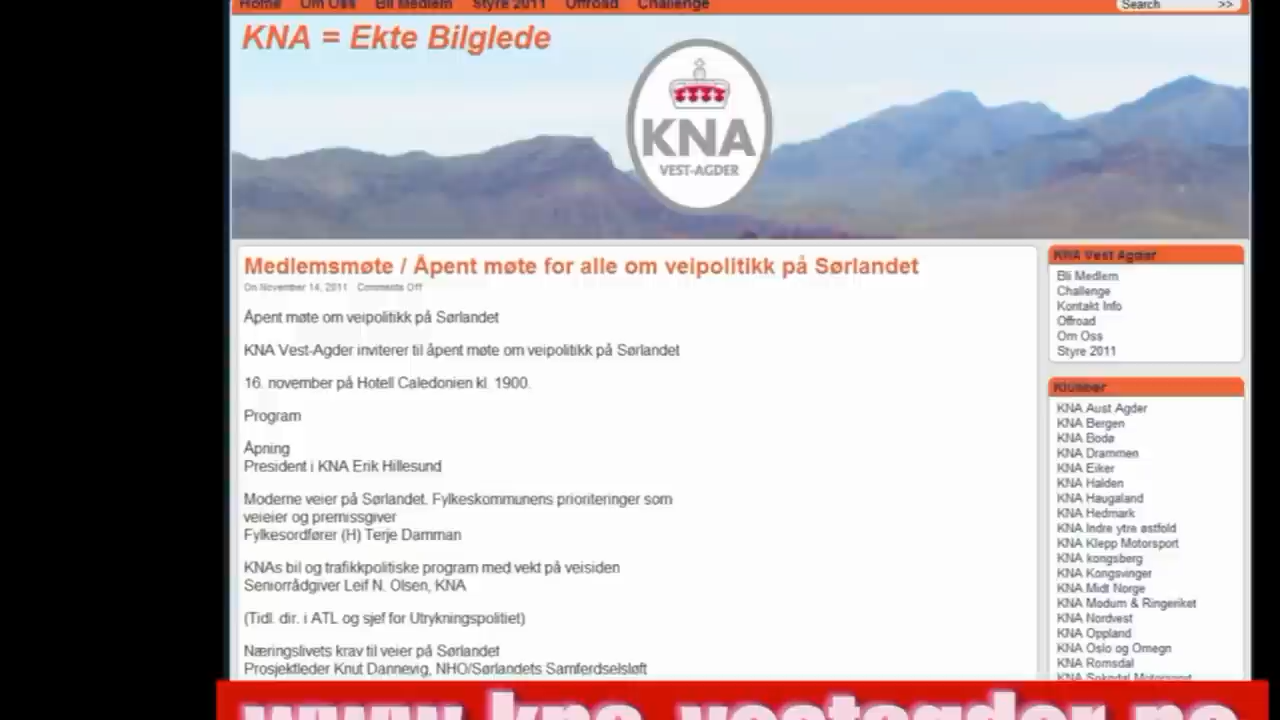 Home Om Oss Bli Medlem Styre 2011 Offroad Challenge Search >>
KNA = Ekte Bilglede
KNA
VEST-AGDER
Medlemsmøte / Åpent møte for alle om veipolitikk på Sørlandet
On November 14, 2011 Comments Off
Åpent møte om veipolitikk på Sørlandet
KNA Vest-Agder inviterer til åpent møte om veipolitikk på Sørlandet
16. november på Hotell Caledonien kl. 1900.
Program
Åpning
President i KNA Erik Hillesund
Moderne veier på Sørlandet. Fylkeskommunens prioriteringer som
veieier og premissgiver
Fylkesordfører (H) Terje Damman
KNAs bil og trafikkpolitiske program med vekt på veisiden
Seniorrådgiver Leif N. Olsen, KNA
(Tidl. dir. i ATL og sjef for Utrykningspolitiet)
Næringslivets krav til veier på Sørlandet
Prosjektleder Knut Dannevig, NHO/Sørlandets Samferdselsløft
KNA Vest Agder
Bli Medlem
Challenge
Kontakt Info
Offroad
Om Oss
Styre 2011
Klubber
KNA Aust Agder
KNA Bergen
KNA Bodø
KNA Drammen
KNA Eiker
KNA Halden
KNA Haugaland
KNA Hedmark
KNA Indre ytre østfold
KNA Klepp Motorsport
KNA kongsberg
KNA Kongsvinger
KNA Midt Norge
KNA Modum & Ringeriket
KNA Nordvest
KNA Oppland
KNA Oslo og Omegn
KNA Romsdal
KNA Sokndal Motorsport
www.kna-vestagder.no